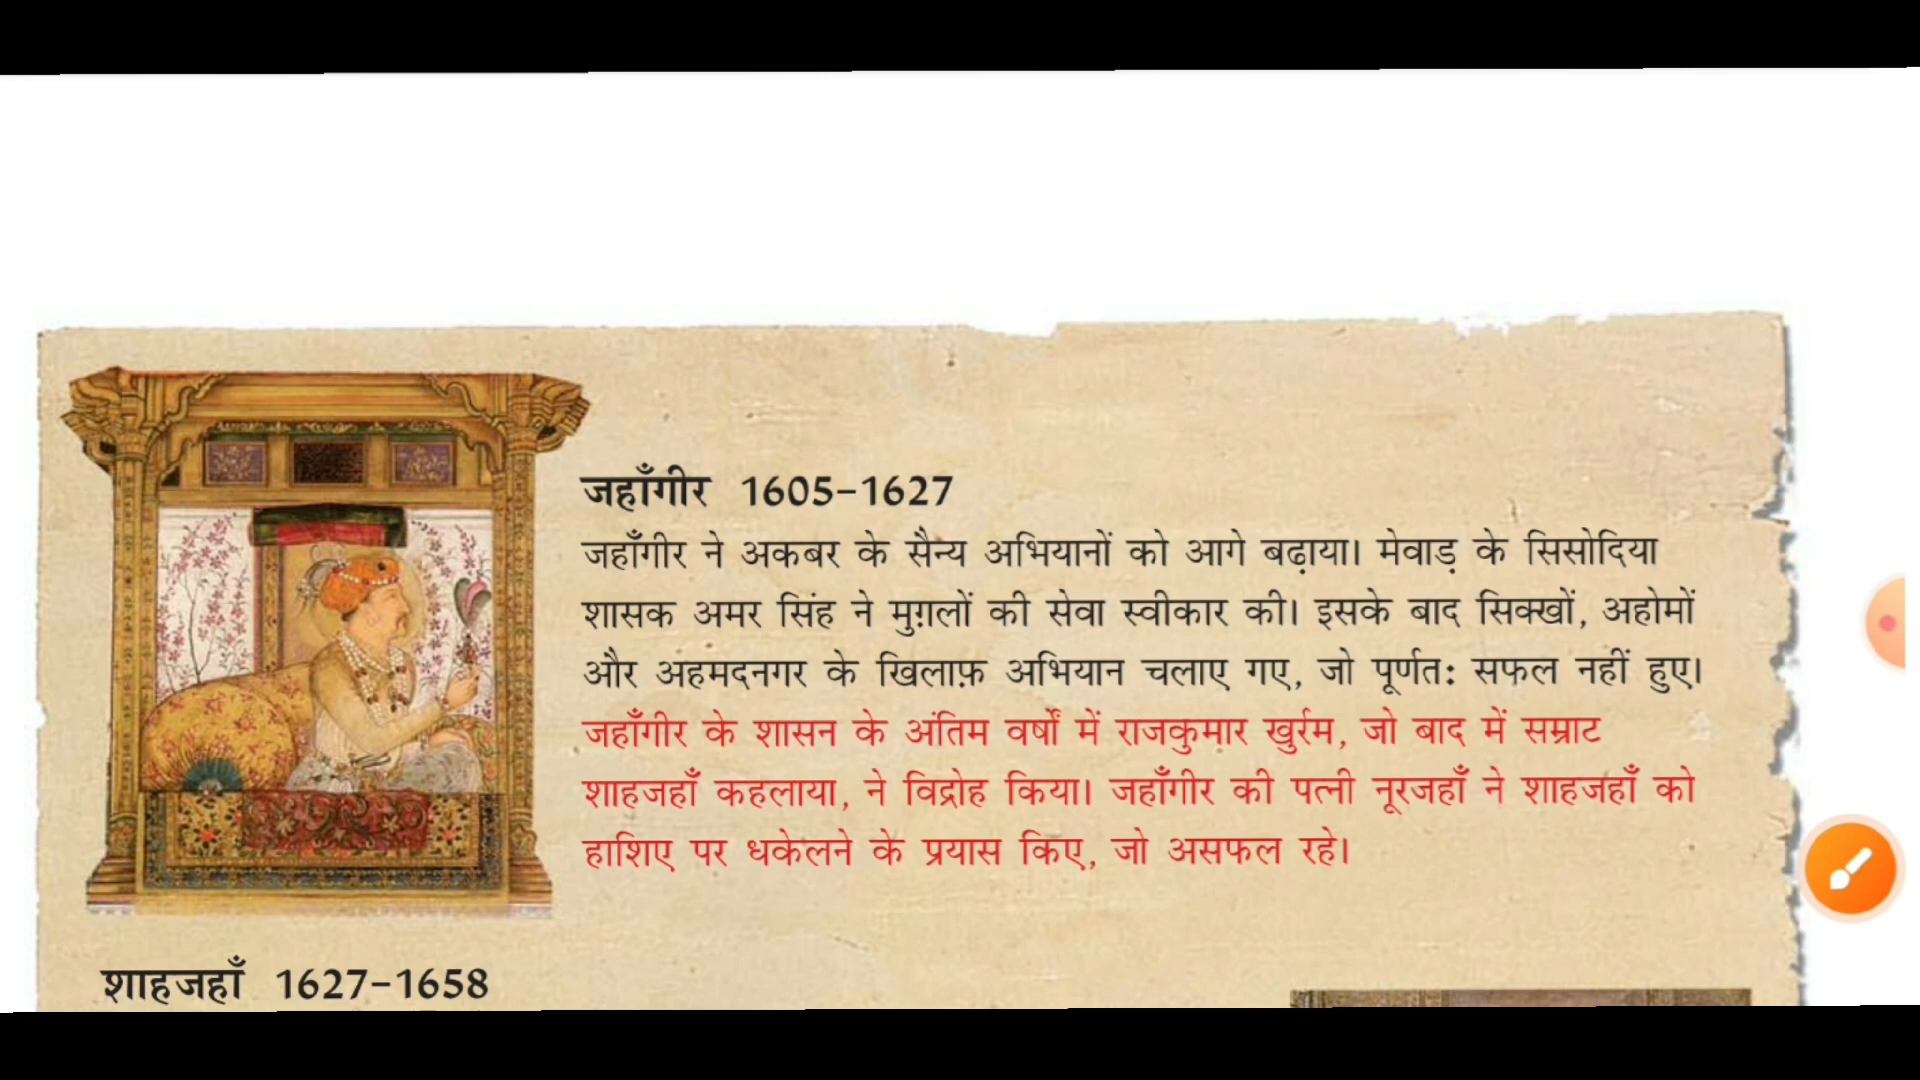 जहाँगीर 1605-1627
जहाँगीर ने अकबर के सैन्य अभियानों को आगे बढ़ाया। मेवाड़ के सिसोदिया
शासक अमर सिंह ने मुग़लों की सेवा स्वीकार की। इसके बाद सिक्खों, अहोमों
और अहमदनगर के खिलाफ़ अभियान चलाए गए, जो पूर्णत: सफल नहीं हुए।
जहाँगीर के शासन के अंतिम वर्षों में राजकुमार खुर्रम, जो बाद में सम्राट
शाहजहाँ कहलाया, ने विद्रोह किया। जहाँगीर की पत्नी नूरजहाँ ने शाहजहाँ को
हाशिए पर धकेलने के प्रयास किए, जो असफल रहे।
शाहजहाँ 1627-1658